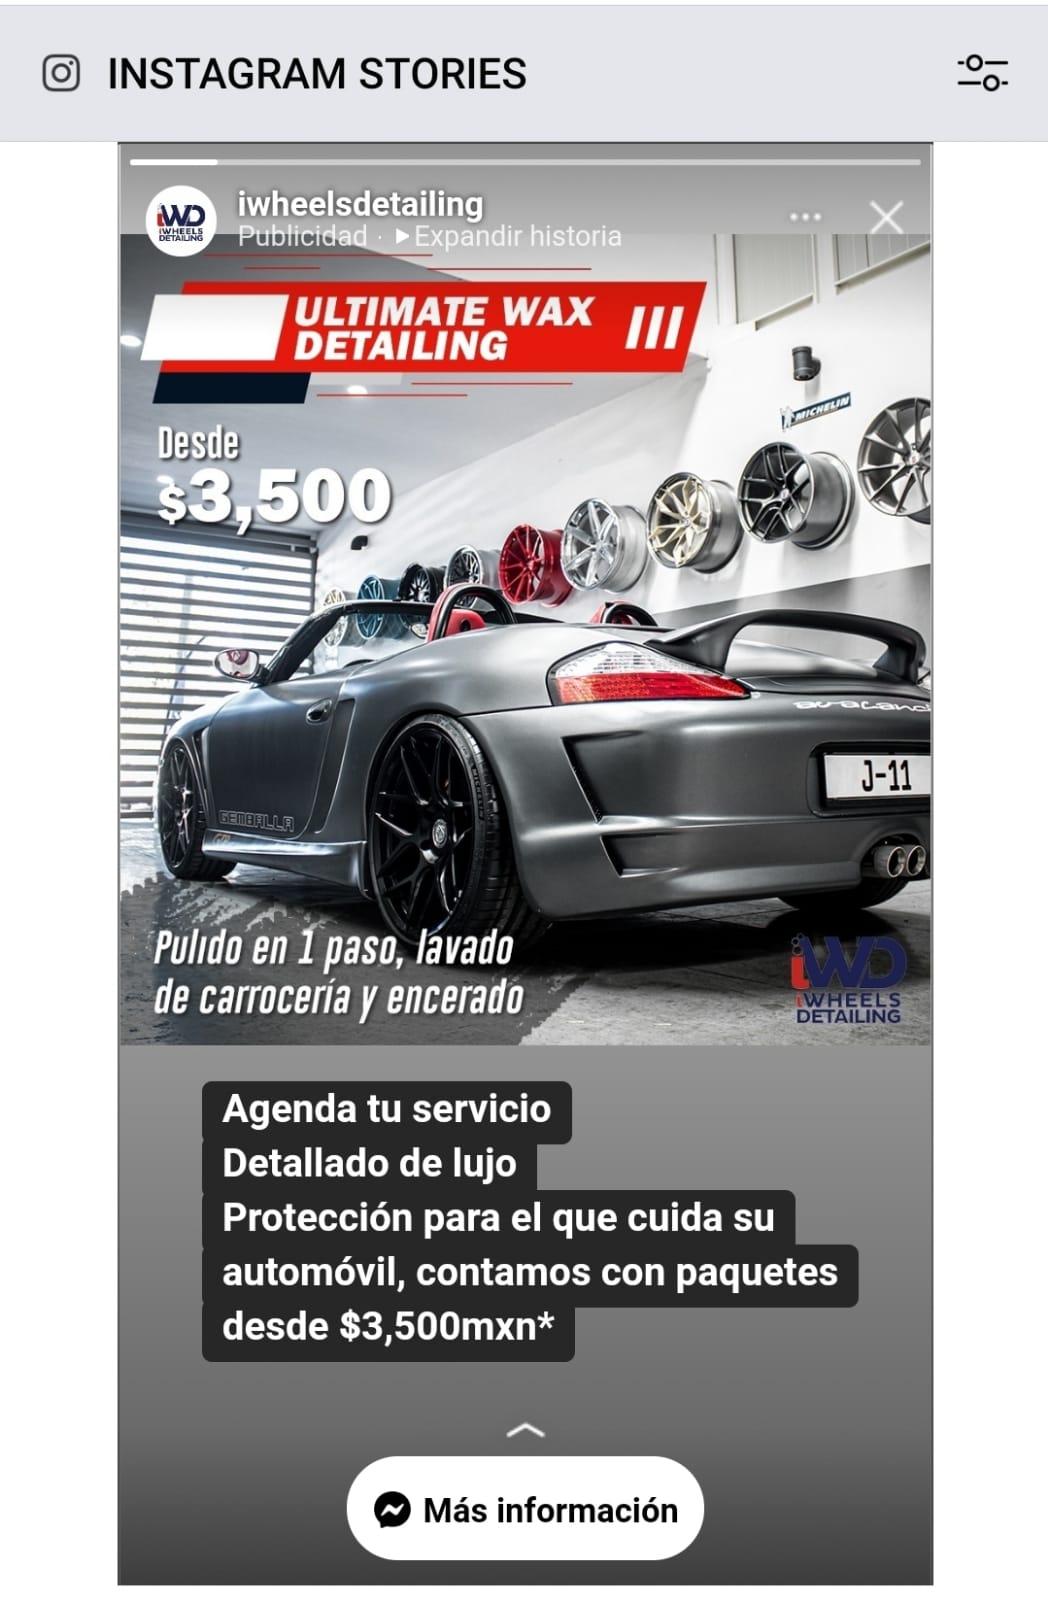 INSTAGRAM STORIES
iwheelsdetailing
Publicidad · Expandir historia
iWD
iWHEELS
DETAILING
ULTIMATE WAX
DETAILING
Desde
$3,500
MICHELIN
J-11
GEMBALLA
Pulido en 1 paso, lavado
de carrocería y encerado
iWD
iWHEELS
DETAILING
Agenda tu servicio
Detallado de lujo
Protección para el que cuida su
automóvil, contamos con paquetes
desde $3,500mxn*
Más información